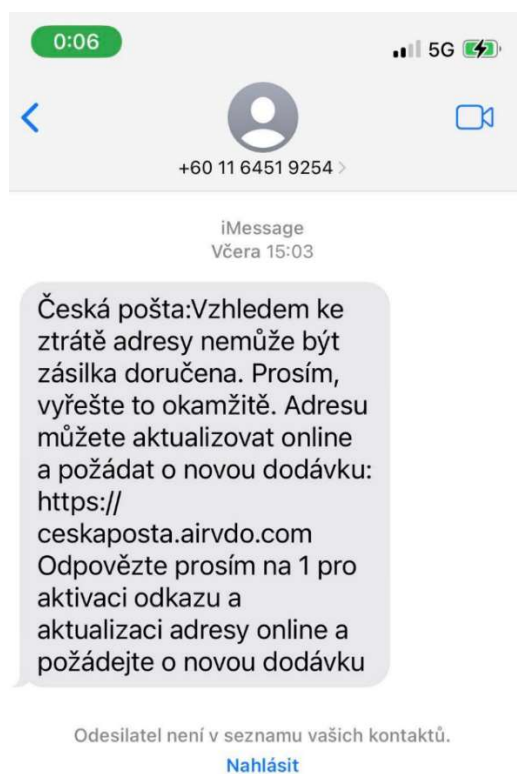 0:06
5G
+60 11 6451 9254
iMessage
Včera 15:03
Česká pošta:Vzhledem ke
ztrátě adresy nemůže být
zásilka doručena. Prosím,
vyřešte to okamžitě. Adresu
můžete aktualizovat online
a požádat o novou dodávku:
https://
ceskaposta.airvdo.com
Odpovězte prosím na 1 pro
aktivaci odkazu a
aktualizaci adresy online a
požádejte o novou dodávku
Odesilatel není v seznamu vašich kontaktů.
Nahlásit